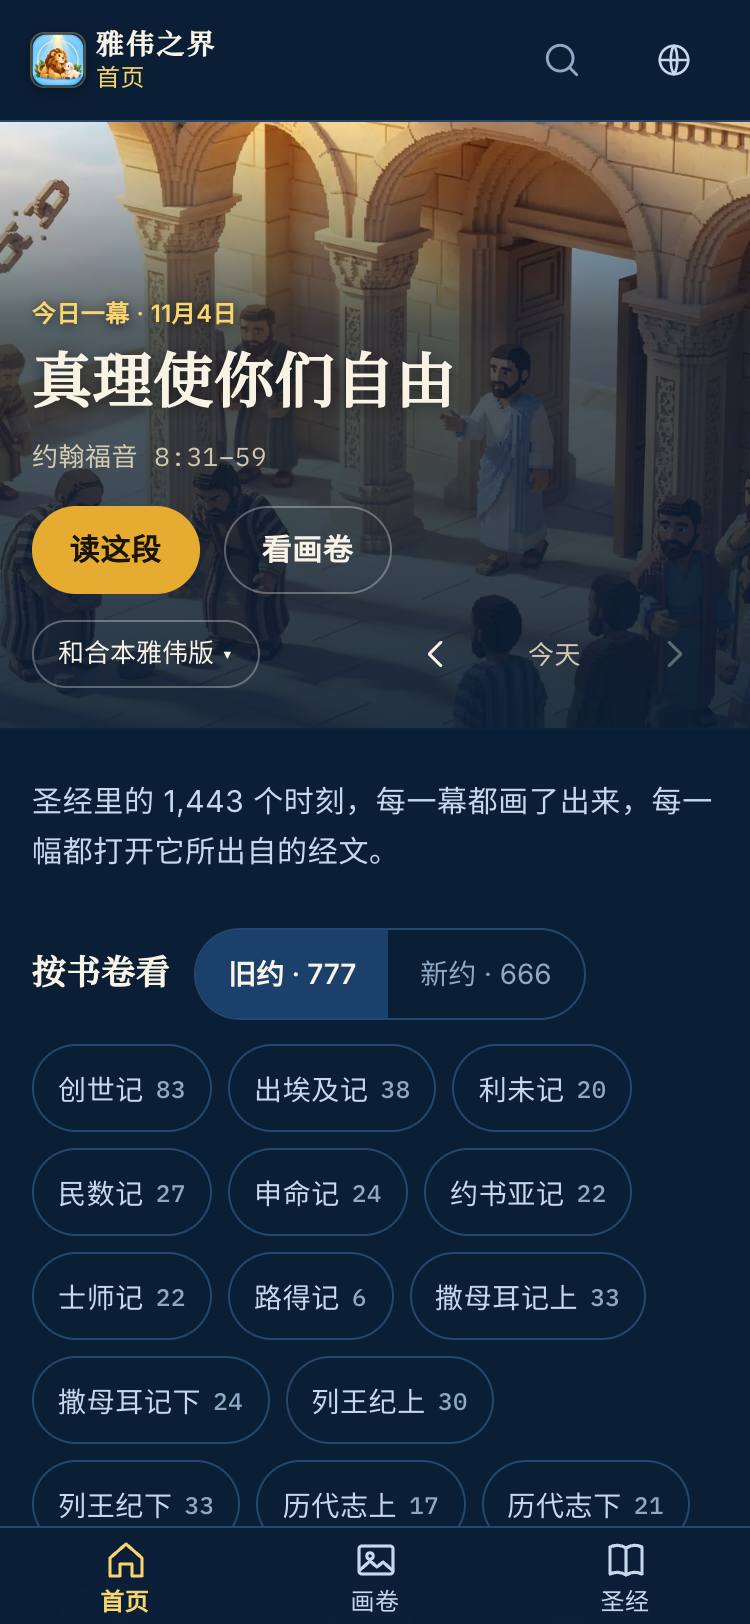 雅伟之界
首页
今日一幕 · 11月4日
真理使你们自由
约翰福音 8:31–59
读这段
看画卷
和合本雅伟版 ▾
今天
圣经里的 1,443 个时刻，每一幕都画了出来，每一
幅都打开它所出自的经文。
按书卷看
旧约 · 777
新约 · 666
创世记 83
出埃及记 38
利未记 20
民数记 27
申命记 24
约书亚记 22
士师记 22
路得记 6
撒母耳记上 33
撒母耳记下 24
列王纪上 30
列王纪下 33
历代志上 17
历代志下 21
首页
画卷
圣经